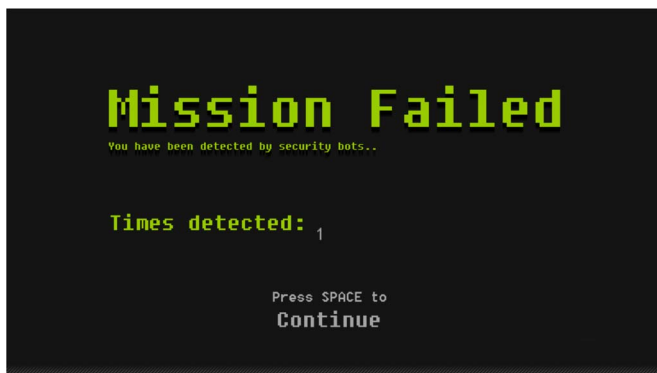 Mission Failed
You have been detected by security bots..
Times detected: 1
Press SPACE to
Continue